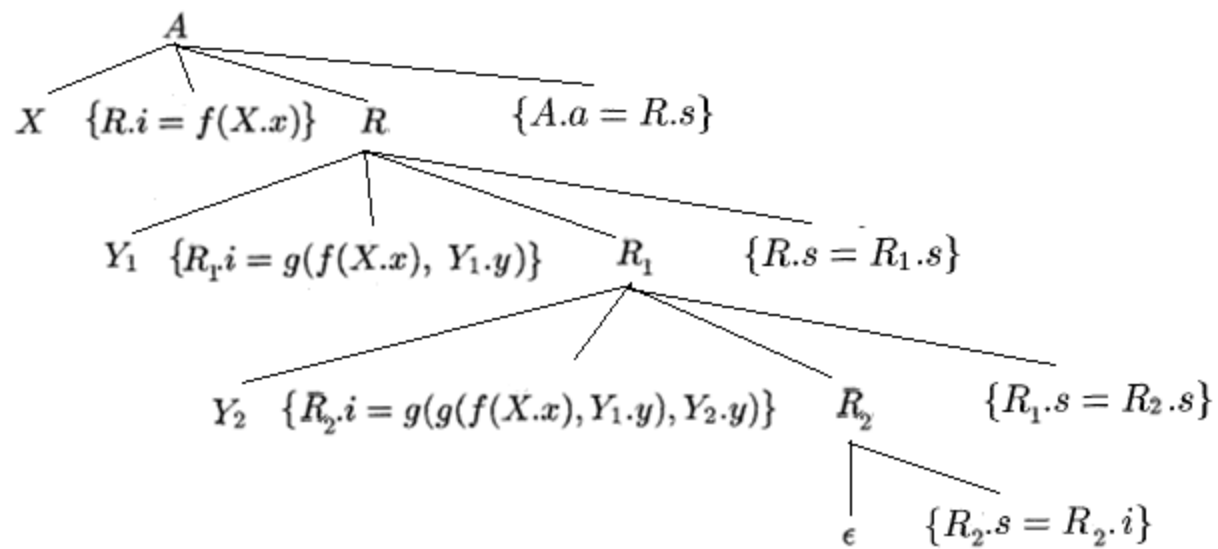 A
X {R.i = f(X.x)} R {A.a = R.s}
Y₁ {R₁.i = g(f(X.x), Y₁.y)} R₁ {R.s = R₁.s}
Y₂ {R₂.i = g(g(f(X.x), Y₁.y), Y₂.y)} R₂ {R₁.s = R₂.s}
ϵ {R₂.s = R₂.i}